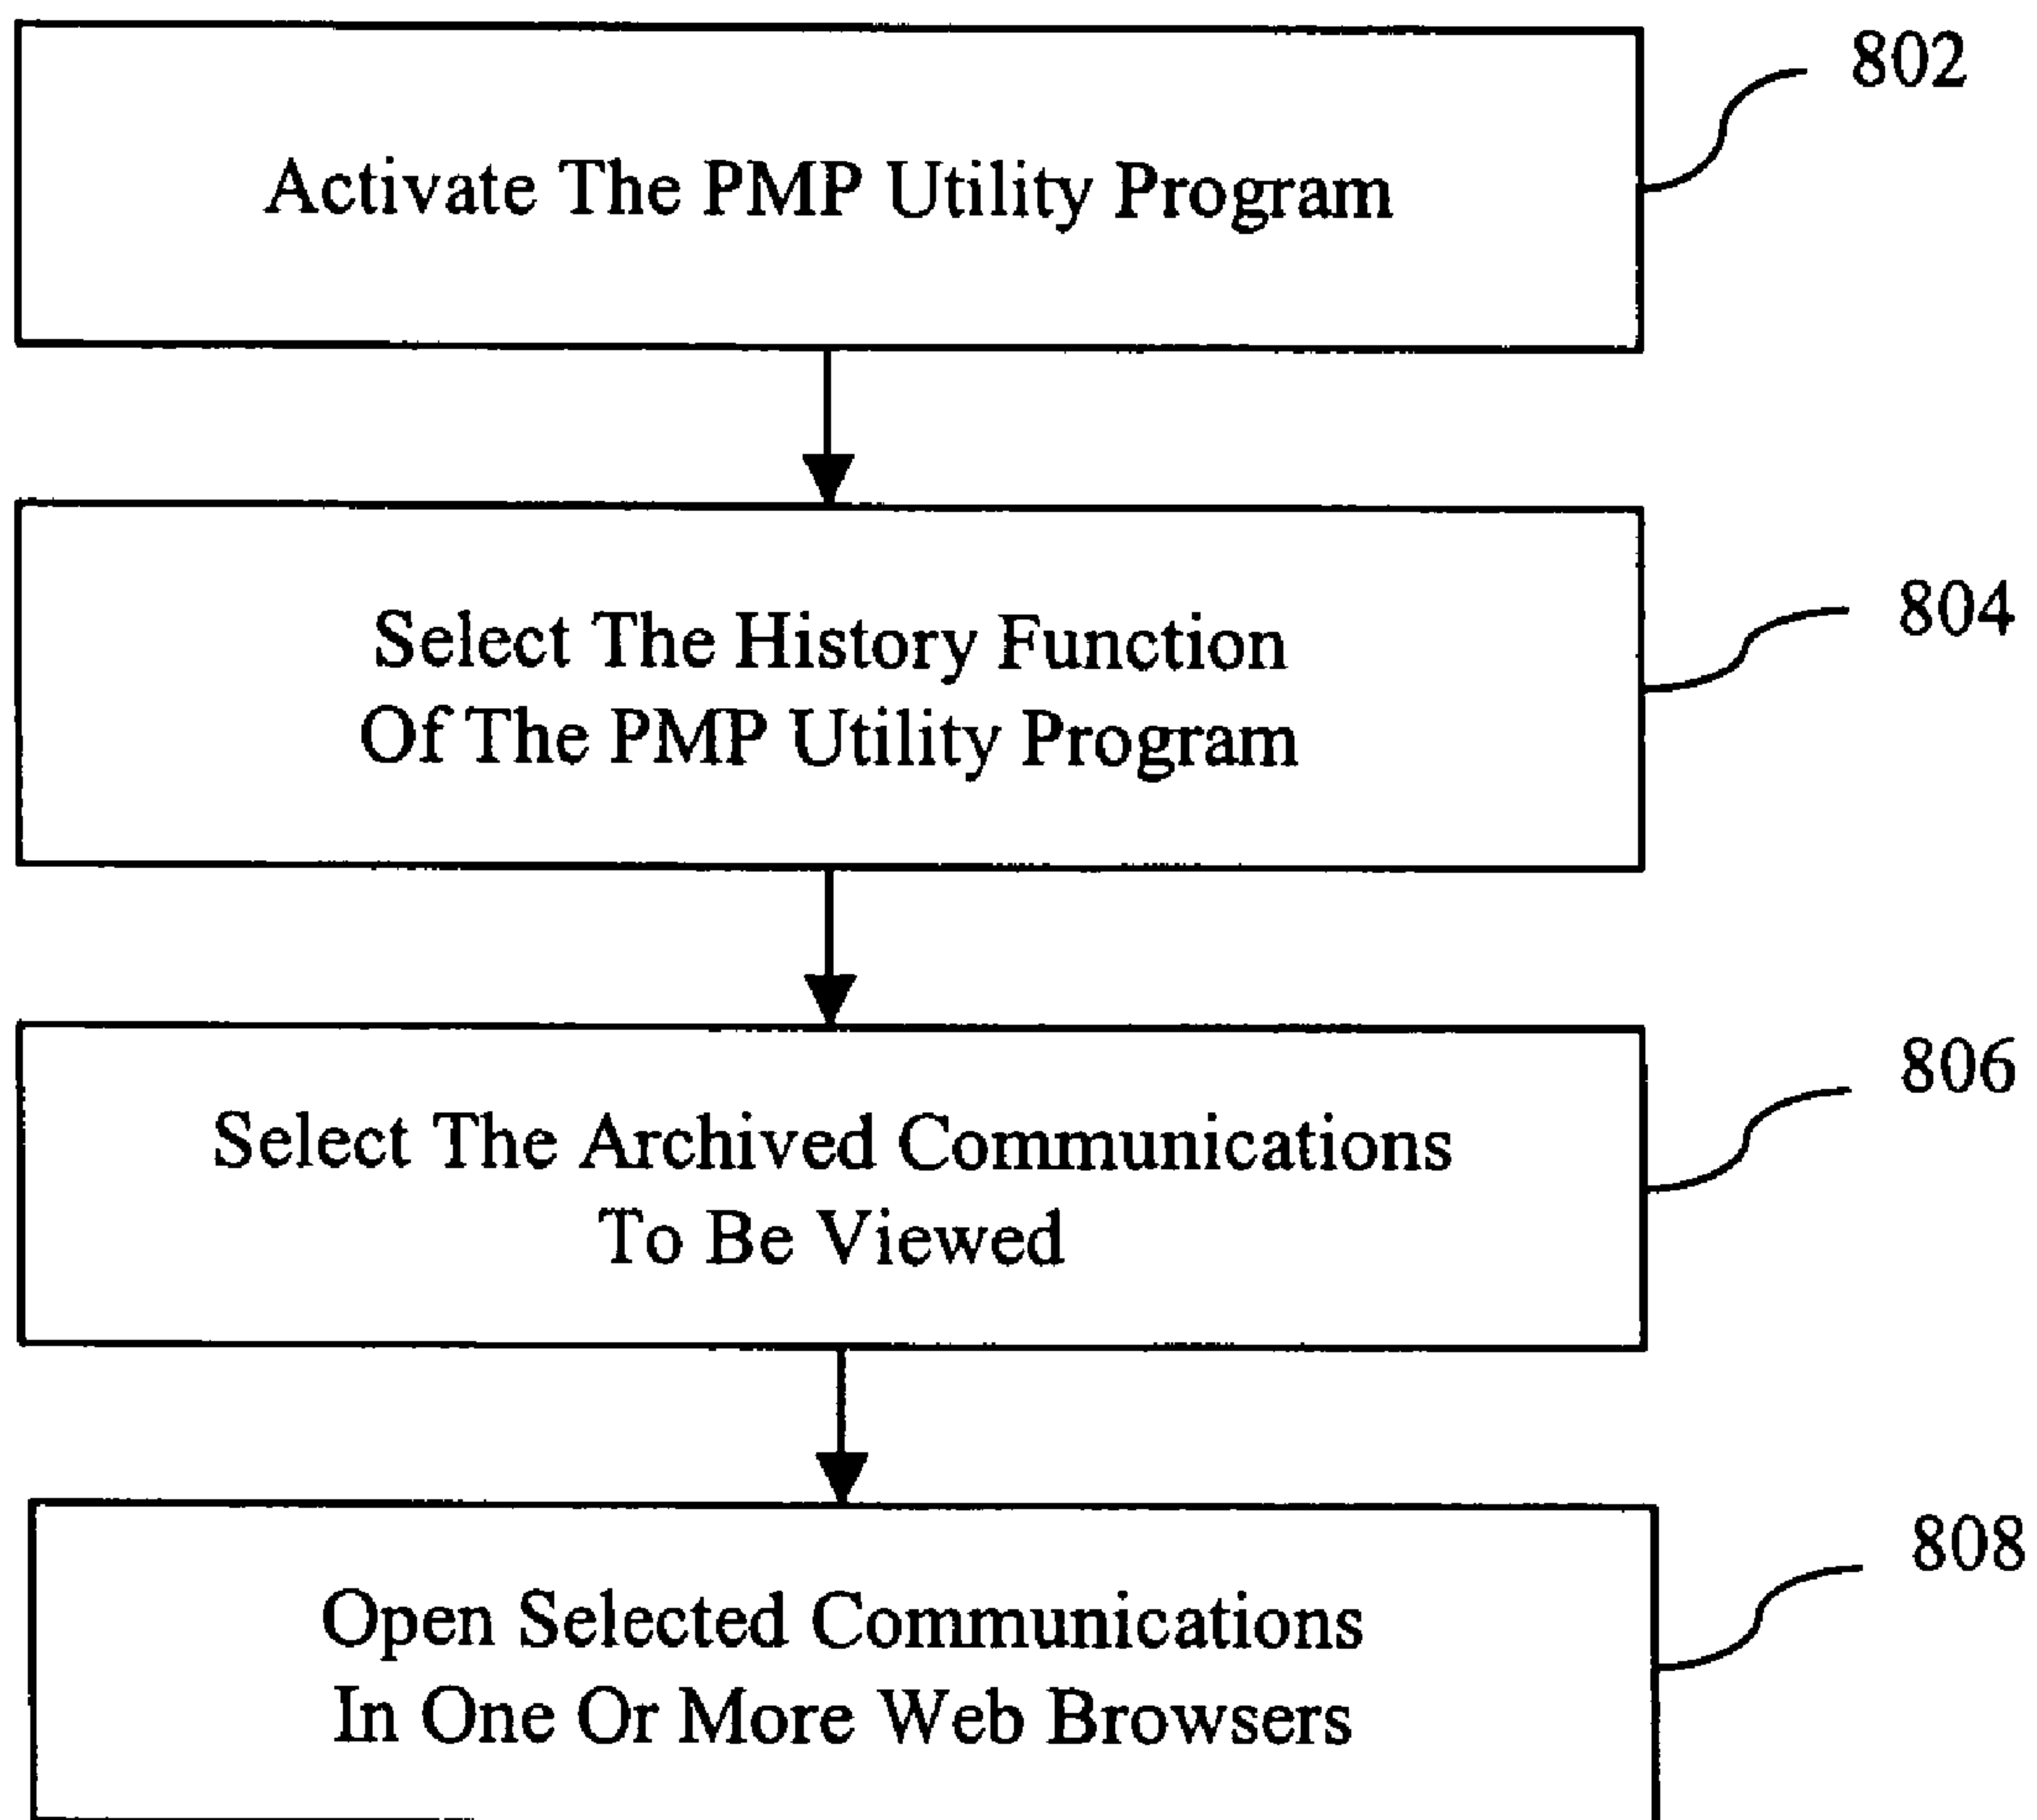 Activate The PMP Utility Program
802
Select The History Function
Of The PMP Utility Program
804
Select The Archived Communications
To Be Viewed
806
Open Selected Communications
In One Or More Web Browsers
808